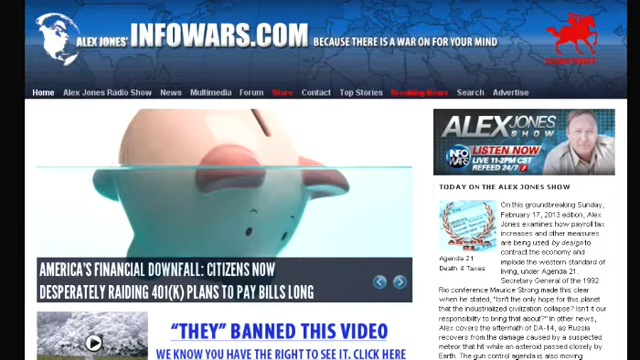 ALEX JONES' INFOWARS.COM BECAUSE THERE IS A WAR ON FOR YOUR MIND
Home Alex Jones Radio Show News Multimedia Forum Store Contact Top Stories Breaking News Search Advertise
ALEX JONES
SHOW
INFO
WARS
LISTEN NOW
LIVE 11-2PM CST
REFEED 24/7
TODAY ON THE ALEX JONES SHOW
On this groundbreaking Sunday,
February 17, 2013 edition, Alex
Jones examines how payroll tax
increases and other measures
are being used by design to
contract the economy and
implode the western standard of
living, under Agenda 21.
Secretary General of the 1992
Agenda 21
Death & Taxes
Rio conference Maurice Strong made this clear
when he stated, "Isn't the only hope for this planet
that the industrialized civilization collapse? Isn't it our
responsibility to bring that about?" In other news,
Alex covers the aftermath of DA-14, as Russia
recovers from the damage caused by a suspected
meteor that hit while an asteroid passed closely by
Earth. The gun control agenda is also moving
AMERICA'S FINANCIAL DOWNFALL: CITIZENS NOW
DESPERATELY RAIDING 401(K) PLANS TO PAY BILLS LONG
"THEY" BANNED THIS VIDEO
WE KNOW YOU HAVE THE RIGHT TO SEE IT. CLICK HERE